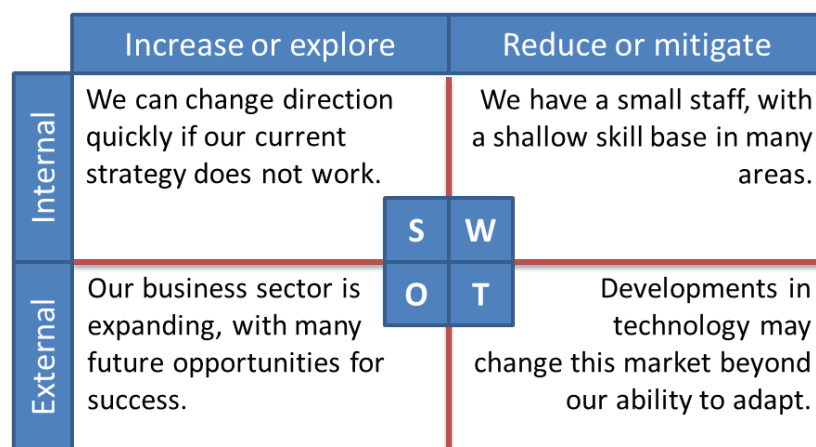 Increase or explore
Reduce or mitigate
Internal
We can change direction
quickly if our current
strategy does not work.
We have a small staff, with
a shallow skill base in many
areas.
S
W
O
T
External
Our business sector is
expanding, with many
future opportunities for
success.
Developments in
technology may
change this market beyond
our ability to adapt.